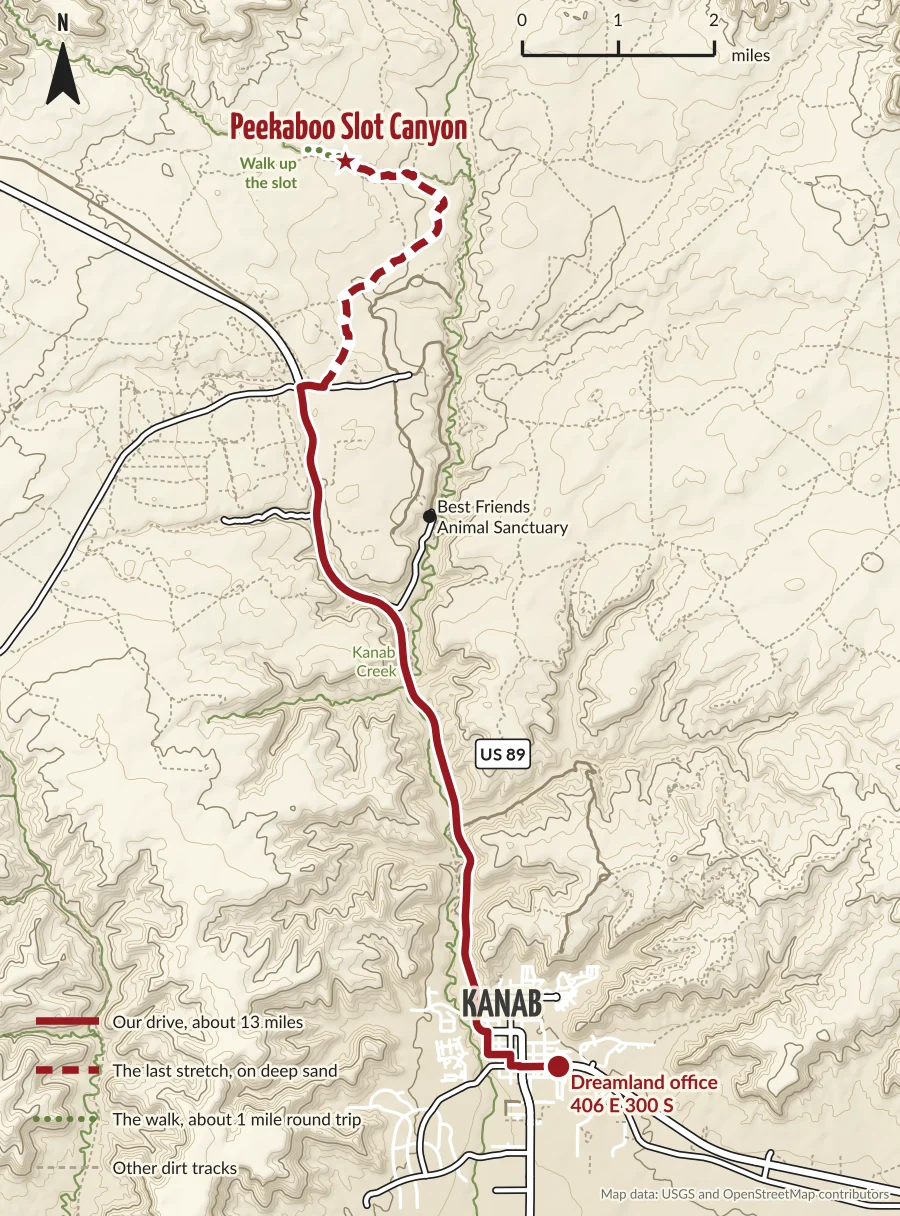 N
0 1 2
miles
Peekaboo Slot Canyon
Walk up
the slot
Best Friends
Animal Sanctuary
Kanab
Creek
US 89
KANAB
Dreamland office
406 E 300 S
Our drive, about 13 miles
The last stretch, on deep sand
The walk, about 1 mile round trip
Other dirt tracks
Map data: USGS and OpenStreetMap contributors